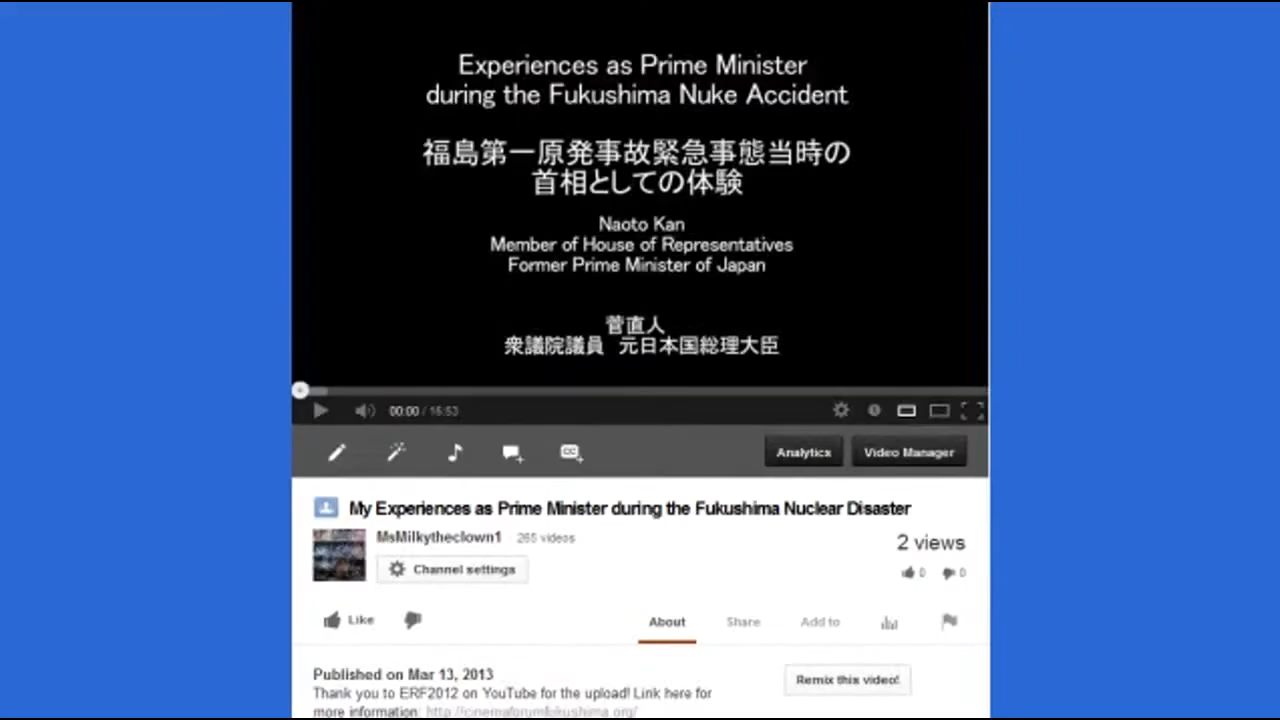 Experiences as Prime Minister
during the Fukushima Nuke Accident
福島第一原発事故緊急事態当時の
首相としての体験
Naoto Kan
Member of House of Representatives
Former Prime Minister of Japan
菅直人
衆議院議員 元日本国総理大臣
00:00 / 16:53
CC
Analytics
Video Manager
My Experiences as Prime Minister during the Fukushima Nuclear Disaster
MsMilkytheclown1 265 videos
2 views
Channel settings
0 0
Like
About Share Add to
Published on Mar 13, 2013
Remix this video!
Thank you to ERF2012 on YouTube for the upload! Link here for
more information: http://cinemaforumfukushima.org/